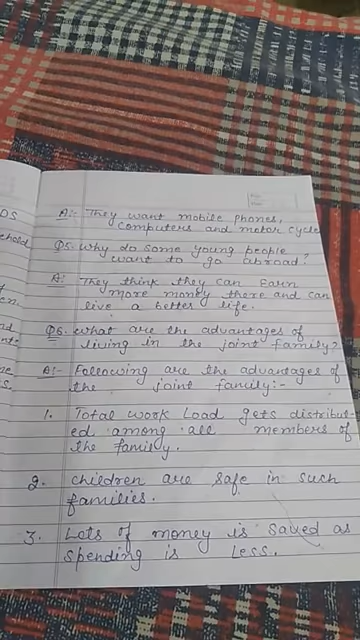 A:- They want mobile phones,
computers and motor cycle
Q5. Why do some young people
want to go abroad?
A:- They think they can earn
more money there and can
live a better life.
Q6. What are the advantages of
living in the joint family?
A:- Following are the advantages of
the joint family:-
1. Total work load gets distribut-
ed among all members of
the family.
2. Children are safe in such
families.
3. Lots of money is saved as
spending is less.